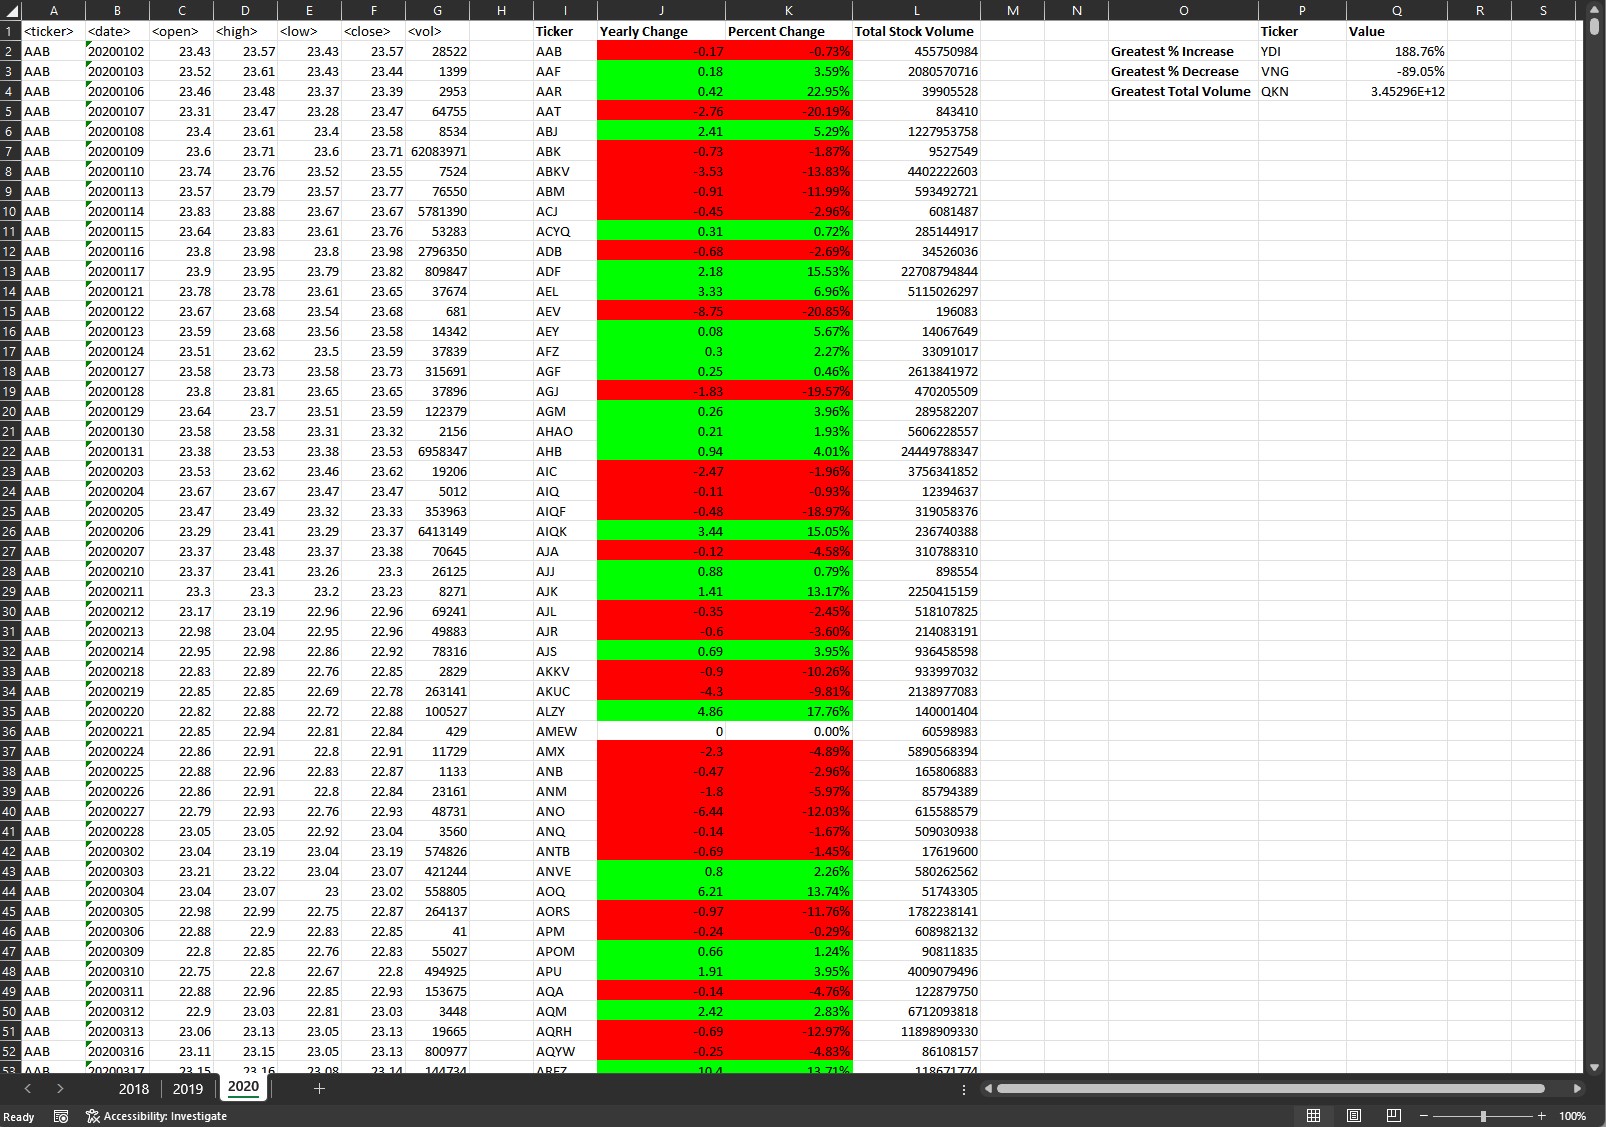 A B C D E F G H I J K L M N O P Q R S
1 <ticker> <date> <open> <high> <low> <close> <vol> Ticker Yearly Change Percent Change Total Stock Volume Ticker Value
2 AAB 20200102 23.43 23.57 23.43 23.57 28522 AAB -0.17 -0.73% 455750984 Greatest % Increase YDI 188.76%
3 AAB 20200103 23.52 23.61 23.43 23.44 1399 AAF 0.18 3.59% 2080570716 Greatest % Decrease VNG -89.05%
4 AAB 20200106 23.46 23.48 23.37 23.39 2953 AAR 0.42 22.95% 39905528 Greatest Total Volume QKN 3.45296E+12
5 AAB 20200107 23.31 23.47 23.28 23.47 64755 AAT -2.76 -20.19% 843410
6 AAB 20200108 23.4 23.61 23.4 23.58 8534 ABJ 2.41 5.29% 1227953758
7 AAB 20200109 23.6 23.71 23.6 23.71 62083971 ABK -0.73 -1.87% 9527549
8 AAB 20200110 23.74 23.76 23.52 23.55 7524 ABKV -3.53 -13.83% 4402222603
9 AAB 20200113 23.57 23.79 23.57 23.77 76550 ABM -0.91 -11.99% 593492721
10 AAB 20200114 23.83 23.88 23.67 23.67 5781390 ACJ -0.45 -2.96% 6081487
11 AAB 20200115 23.64 23.83 23.61 23.76 53283 ACYQ 0.31 0.72% 285144917
12 AAB 20200116 23.8 23.98 23.8 23.98 2796350 ADB -0.68 -2.69% 34526036
13 AAB 20200117 23.9 23.95 23.79 23.82 809847 ADF 2.18 15.53% 22708794844
14 AAB 20200121 23.78 23.78 23.61 23.65 37674 AEL 3.33 6.96% 5115026297
15 AAB 20200122 23.67 23.68 23.54 23.68 681 AEV -8.75 -20.85% 196083
16 AAB 20200123 23.59 23.68 23.56 23.58 14342 AEY 0.08 5.67% 14067649
17 AAB 20200124 23.51 23.62 23.5 23.59 37839 AFZ 0.3 2.27% 33091017
18 AAB 20200127 23.58 23.73 23.58 23.73 315691 AGF 0.25 0.46% 2613841972
19 AAB 20200128 23.8 23.81 23.65 23.65 37896 AGJ -1.83 -19.57% 470205509
20 AAB 20200129 23.64 23.7 23.51 23.59 122379 AGM 0.26 3.96% 289582207
21 AAB 20200130 23.58 23.58 23.31 23.32 2156 AHAO 0.21 1.93% 5606228557
22 AAB 20200131 23.38 23.53 23.38 23.53 6958347 AHB 0.94 4.01% 24449788347
23 AAB 20200203 23.53 23.62 23.46 23.62 19206 AIC -2.47 -1.96% 3756341852
24 AAB 20200204 23.67 23.67 23.47 23.47 5012 AIQ -0.11 -0.93% 12394637
25 AAB 20200205 23.47 23.49 23.32 23.33 353963 AIQF -0.48 -18.97% 319058376
26 AAB 20200206 23.29 23.41 23.29 23.37 6413149 AIQK 3.44 15.05% 236740388
27 AAB 20200207 23.37 23.48 23.37 23.38 70645 AJA -0.12 -4.58% 310788310
28 AAB 20200210 23.37 23.41 23.26 23.3 26125 AJJ 0.88 0.79% 898554
29 AAB 20200211 23.3 23.3 23.2 23.23 8271 AJK 1.41 13.17% 2250415159
30 AAB 20200212 23.17 23.19 22.96 22.96 69241 AJL -0.35 -2.45% 518107825
31 AAB 20200213 22.98 23.04 22.95 22.96 49883 AJR -0.6 -3.60% 214083191
32 AAB 20200214 22.95 22.98 22.86 22.92 78316 AJS 0.69 3.95% 936458598
33 AAB 20200218 22.83 22.89 22.76 22.85 2829 AKKV -0.9 -10.26% 933997032
34 AAB 20200219 22.85 22.85 22.69 22.78 263141 AKUC -4.3 -9.81% 2138977083
35 AAB 20200220 22.82 22.88 22.72 22.88 100527 ALZY 4.86 17.76% 140001404
36 AAB 20200221 22.85 22.94 22.81 22.84 429 AMEW 0 0.00% 60598983
37 AAB 20200224 22.86 22.91 22.8 22.91 11729 AMX -2.3 -4.89% 5890568394
38 AAB 20200225 22.88 22.96 22.83 22.87 1133 ANB -0.47 -2.96% 165806883
39 AAB 20200226 22.86 22.91 22.8 22.84 23161 ANM -1.8 -5.97% 85794389
40 AAB 20200227 22.79 22.93 22.76 22.93 48731 ANO -6.44 -12.03% 615588579
41 AAB 20200228 23.05 23.05 22.92 23.04 3560 ANQ -0.14 -1.67% 509030938
42 AAB 20200302 23.04 23.19 23.04 23.19 574826 ANTB -0.69 -1.45% 17619600
43 AAB 20200303 23.21 23.22 23.04 23.07 421244 ANVE 0.8 2.26% 580262562
44 AAB 20200304 23.04 23.07 23 23.02 558805 AOQ 6.21 13.74% 51743305
45 AAB 20200305 22.98 22.99 22.75 22.87 264137 AORS -0.97 -11.76% 1782238141
46 AAB 20200306 22.88 22.9 22.83 22.85 41 APM -0.24 -0.29% 608982132
47 AAB 20200309 22.8 22.85 22.76 22.83 55027 APOM 0.66 1.24% 90811835
48 AAB 20200310 22.75 22.8 22.67 22.8 494925 APU 1.91 3.95% 4009079496
49 AAB 20200311 22.88 22.96 22.85 22.93 153675 AQA -0.14 -4.76% 122879750
50 AAB 20200312 22.9 23.03 22.81 23.03 3448 AQM 2.42 2.83% 6712093818
51 AAB 20200313 23.06 23.13 23.05 23.13 19665 AQRH -0.69 -12.97% 11898909330
52 AAB 20200316 23.11 23.15 23.05 23.13 800977 AQYW -0.25 -4.83% 86108157
53 AAB 20200317 23.15 23.16 23.08 23.14 144734 AREZ 10.4 13.71% 118671774
2018 2019 2020
Ready Accessibility: Investigate 100%